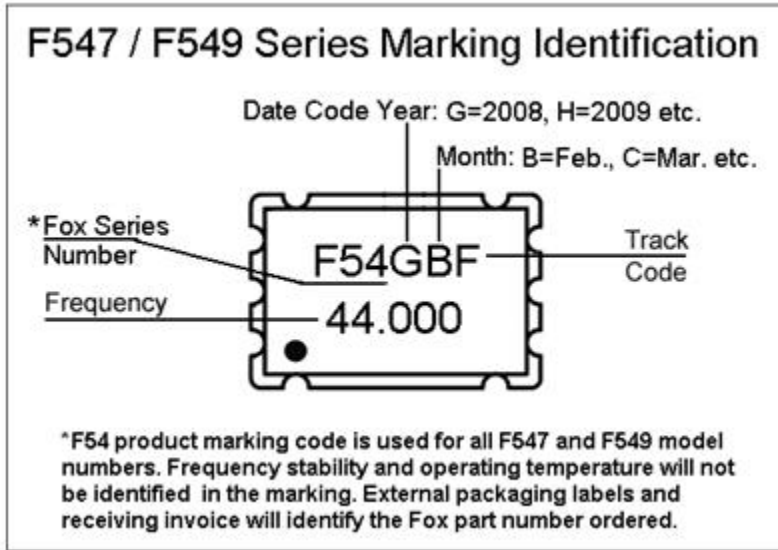 F547 / F549 Series Marking Identification
Date Code Year: G=2008, H=2009 etc.
Month: B=Feb., C=Mar. etc.
*Fox Series
Number
F54GBF
Track
Code
Frequency
44.000
*F54 product marking code is used for all F547 and F549 model
numbers. Frequency stability and operating temperature will not
be identified in the marking. External packaging labels and
receiving invoice will identify the Fox part number ordered.